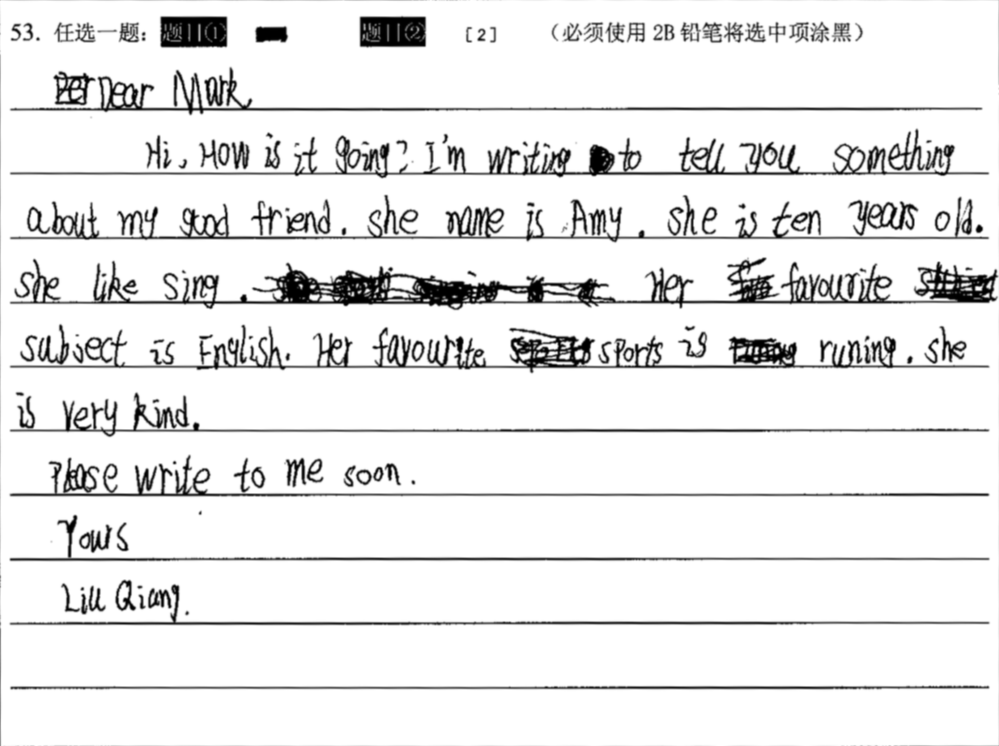 53. 任选一题： 题目① 题目② [2] （必须使用 2B 铅笔将选中项涂黑）
Dear Mark
Hi, How is it going? I'm writing to tell you something
about my good friend. she name is Amy. she is ten years old.
she like sing. Her favourite
subject is English. Her favourite sports is runing. she
is very kind.
Please write to me soon.
Yours
Liu Qiang.